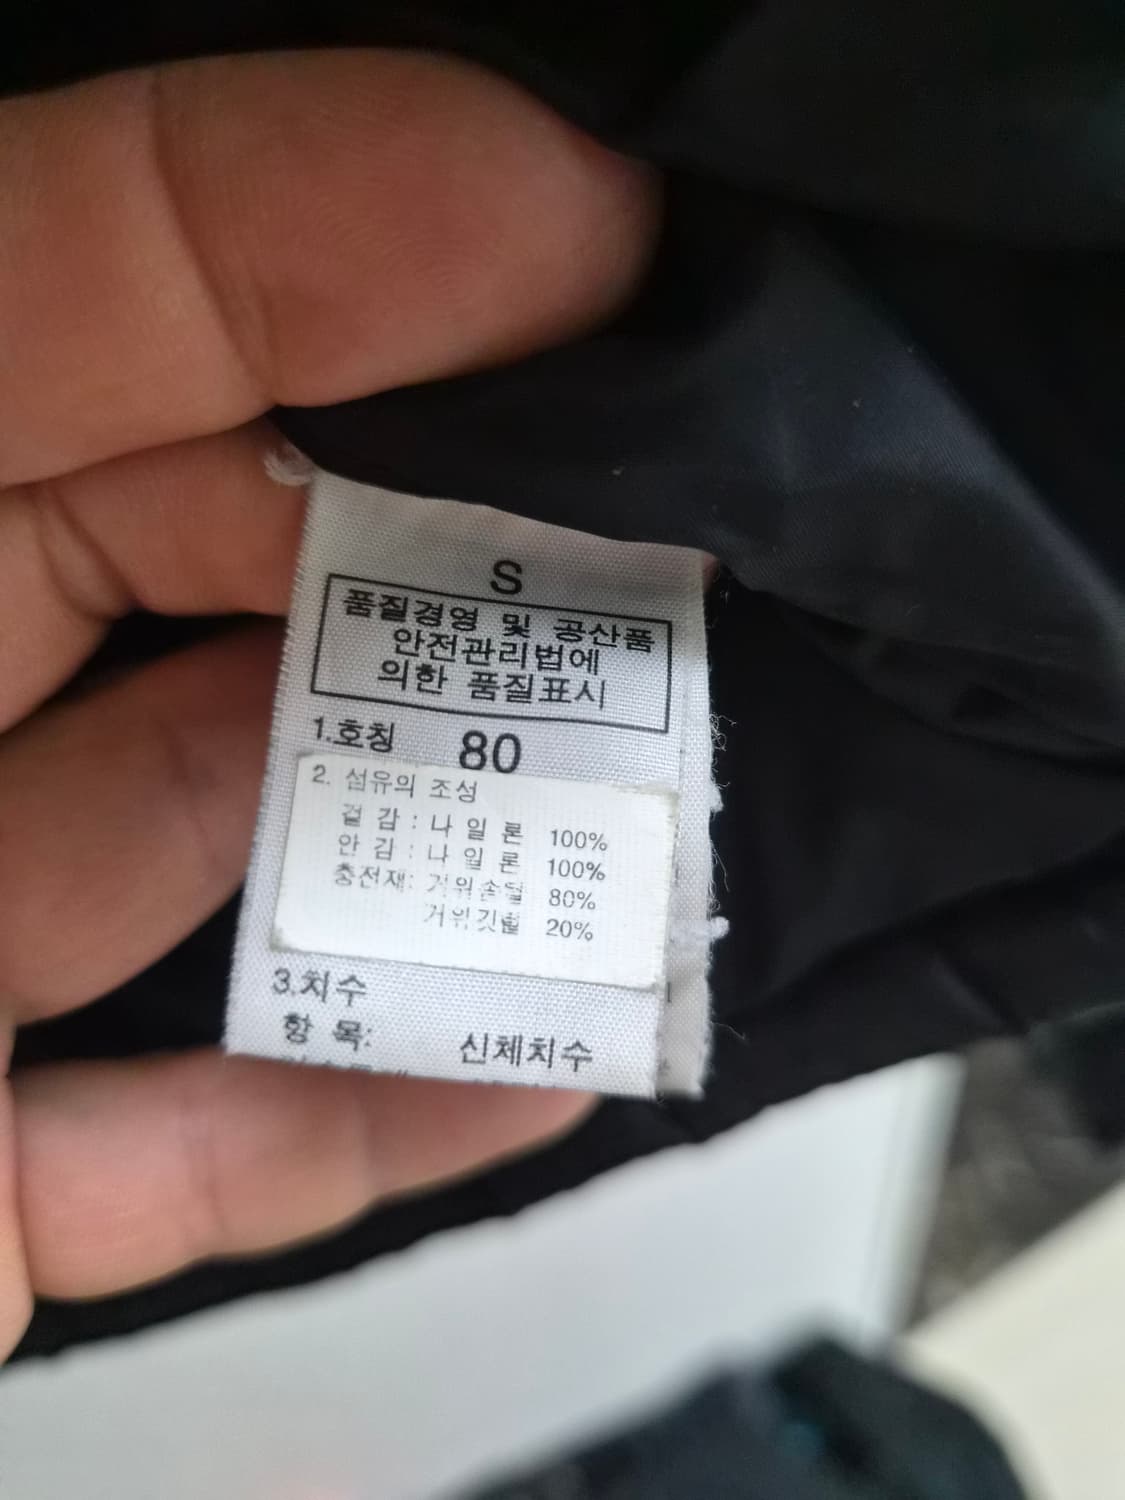 S
품질경영 및 공산품
안전관리법에
의한 품질표시
1.호칭 80
2. 섬유의 조성
겉 감 : 나 일 론 100%
안 감 : 나 일 론 100%
충전재: 거위솜털 80%
거위깃털 20%
3.치수
항 목: 신체치수